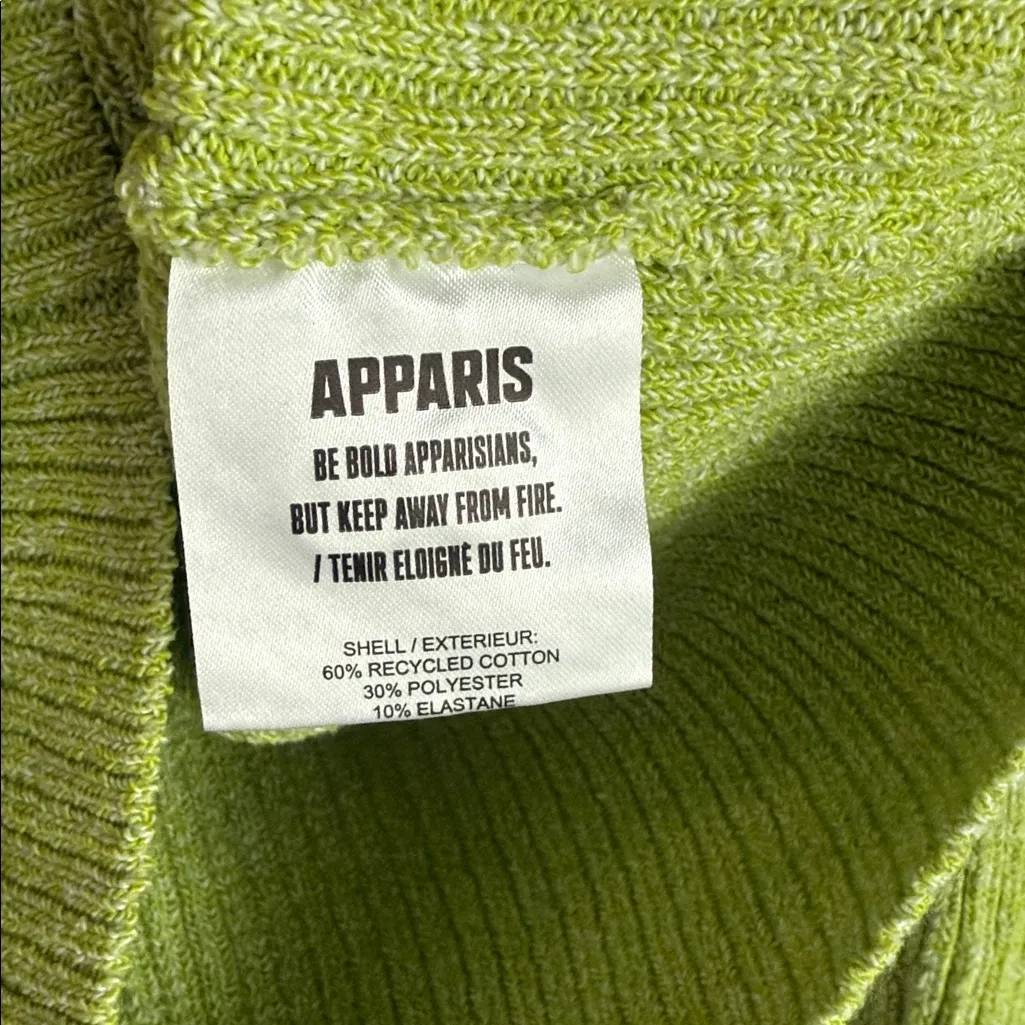 APPARIS
BE BOLD APPARISIANS,
BUT KEEP AWAY FROM FIRE.
/ TENIR ELOIGNÉ DU FEU.
SHELL / EXTERIEUR:
60% RECYCLED COTTON
30% POLYESTER
10% ELASTANE